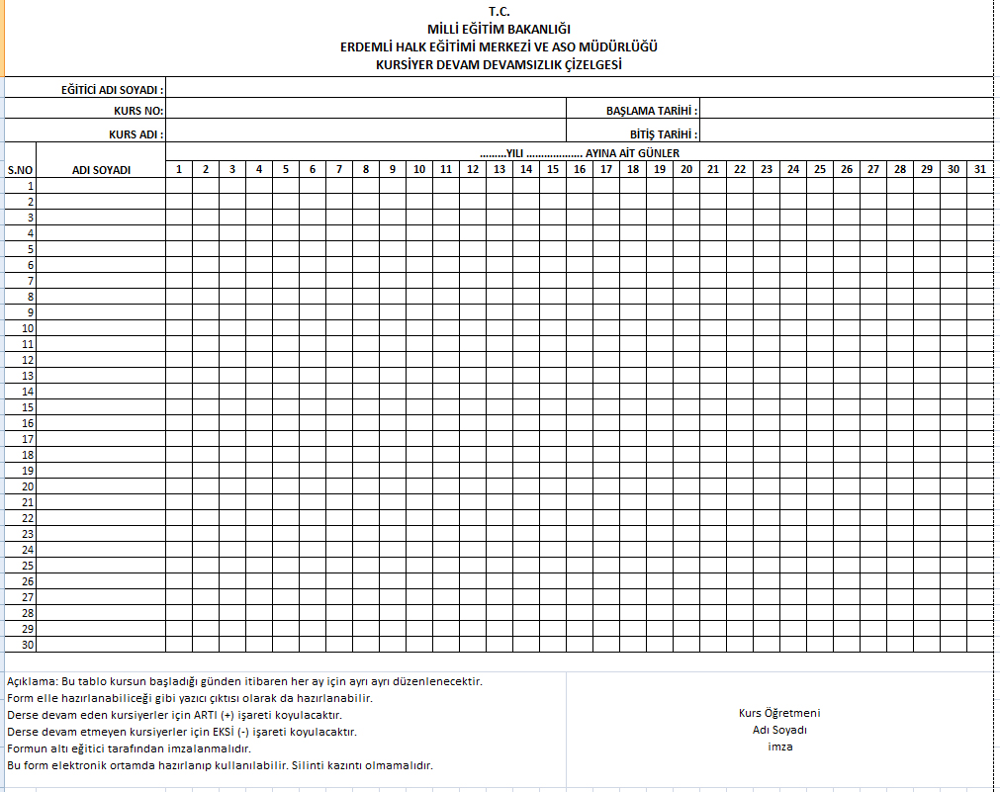 T.C.
MİLLİ EĞİTİM BAKANLIĞI
ERDEMLİ HALK EĞİTİMİ MERKEZİ VE ASO MÜDÜRLÜĞÜ
KURSİYER DEVAM DEVAMSIZLIK ÇİZELGESİ
EĞİTİCİ ADI SOYADI :
KURS NO: BAŞLAMA TARİHİ :
KURS ADI : BİTİŞ TARİHİ :
.........YILI ................... AYINA AİT GÜNLER
S.NO ADI SOYADI 1 2 3 4 5 6 7 8 9 10 11 12 13 14 15 16 17 18 19 20 21 22 23 24 25 26 27 28 29 30 31
1
2
3
4
5
6
7
8
9
10
11
12
13
14
15
16
17
18
19
20
21
22
23
24
25
26
27
28
29
30
Açıklama: Bu tablo kursun başladığı günden itibaren her ay için ayrı ayrı düzenlenecektir.
Form elle hazırlanabiliceği gibi yazıcı çıktısı olarak da hazırlanabilir.
Derse devam eden kursiyerler için ARTI (+) işareti koyulacaktır.
Derse devam etmeyen kursiyerler için EKSİ (-) işareti koyulacaktır.
Formun altı eğitici tarafından imzalanmalıdır.
Bu form elektronik ortamda hazırlanıp kullanılabilir. Silinti kazıntı olmamalıdır.
Kurs Öğretmeni
Adı Soyadı
imza